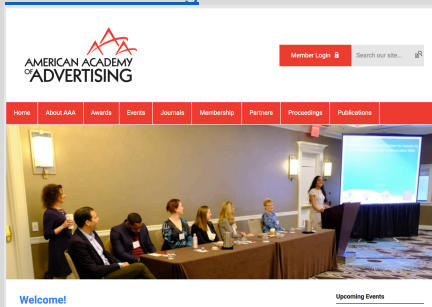 AMERICAN ACADEMY
OF ADVERTISING
Member Login
Search our site...
Home
About AAA
Awards
Events
Journals
Membership
Partners
Proceedings
Publications
Welcome!
Upcoming Events